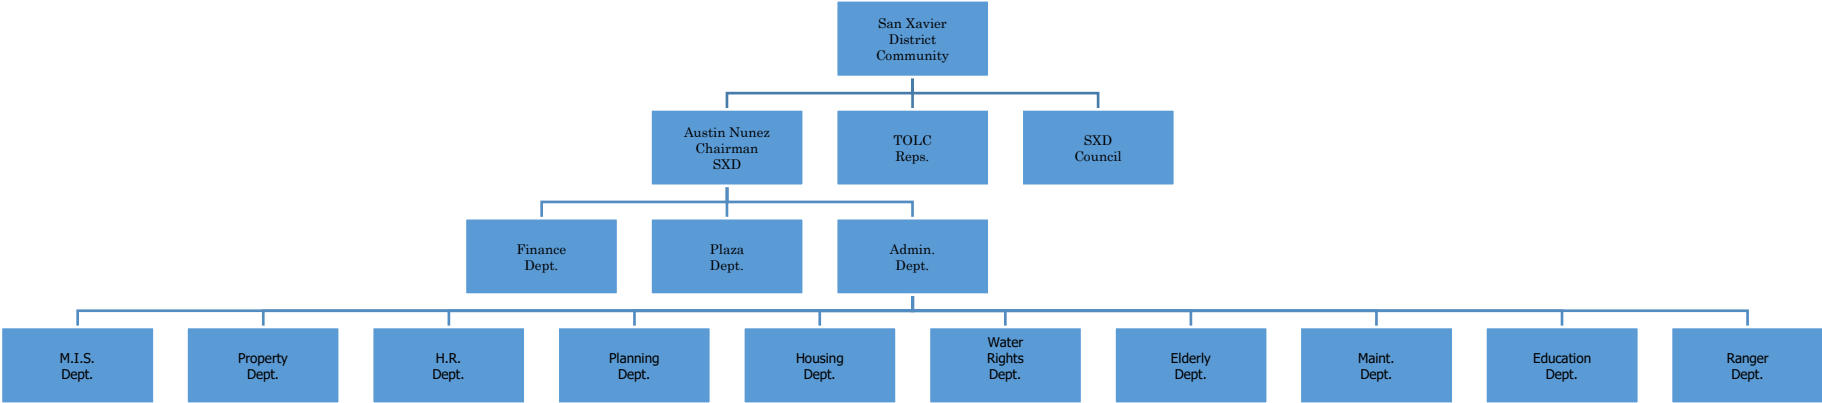 San Xavier
District
Community
Austin Nunez
Chairman
SXD
TOLC
Reps.
SXD
Council
Finance
Dept.
Plaza
Dept.
Admin.
Dept.
M.I.S.
Dept.
Property
Dept.
H.R.
Dept.
Planning
Dept.
Housing
Dept.
Water
Rights
Dept.
Elderly
Dept.
Maint.
Dept.
Education
Dept.
Ranger
Dept.